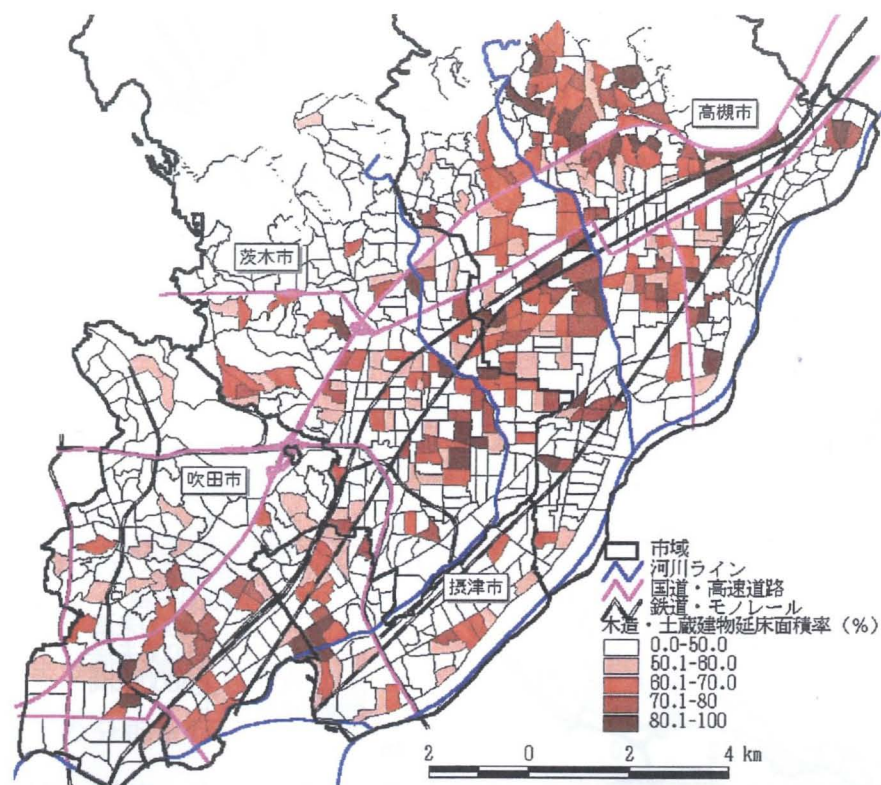 高槻市
茨木市
吹田市
摂津市
市域
河川ライン
国道・高速道路
鉄道・モノレール
木造・土蔵建物延床面積率（%）
0.0-50.0
50.1-60.0
60.1-70.0
70.1-80
80.1-100
2 0 2 4 km